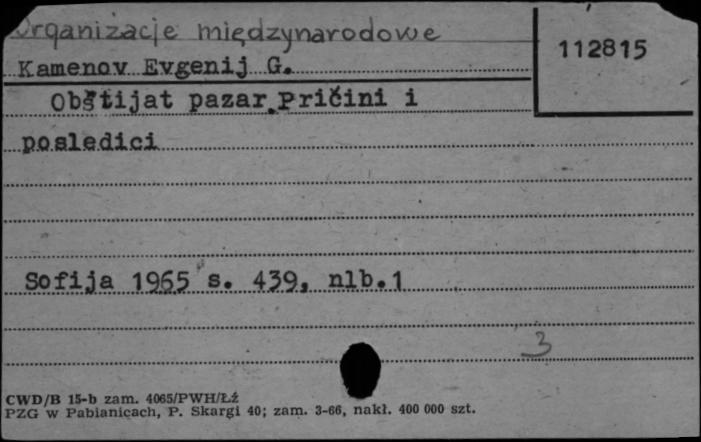 Organizacje międzynarodowe
112815
Kamenov Evgenij G.
Obštijat pazar.Pričini i
posledici
Sofija 1965 s. 439, nlb.1
3
CWD/B 15-b zam. 4065/PWH/Łź
PZG w Pabianicach, P. Skargi 40; zam. 3-66, nakł. 400 000 szt.